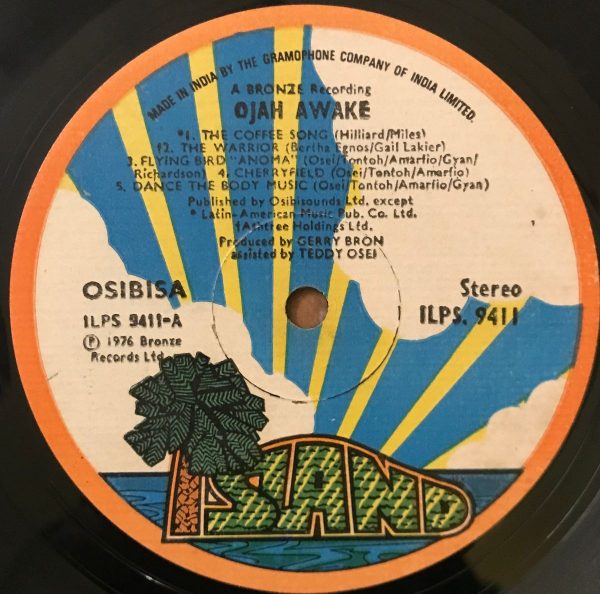 MADE IN INDIA BY THE GRAMOPHONE COMPANY OF INDIA LIMITED.
A BRONZE Recording
OJAH AWAKE
*1. THE COFFEE SONG (Hilliard/Miles)
†2. THE WARRIOR (Bertha Egnos/Gail Lakier)
3. FLYING BIRD "ANOMA" (Osei/Tontoh/Amarfio/Gyan/
Richardson) 4. CHERRYFIELD (Osei/Tontoh/Amarfio)
5. DANCE THE BODY MUSIC (Osei/Tontoh/Amarfio/Gyan)
Published by Osibisounds Ltd. except
* Latin-American Music Pub. Co. Ltd.
†Ashtree Holdings Ltd.
Produced by GERRY BRON
assisted by TEDDY OSEI
OSIBISA
ILPS 9411-A
℗ 1976 Bronze
Records Ltd.
Stereo
ILPS. 9411
ISLAND